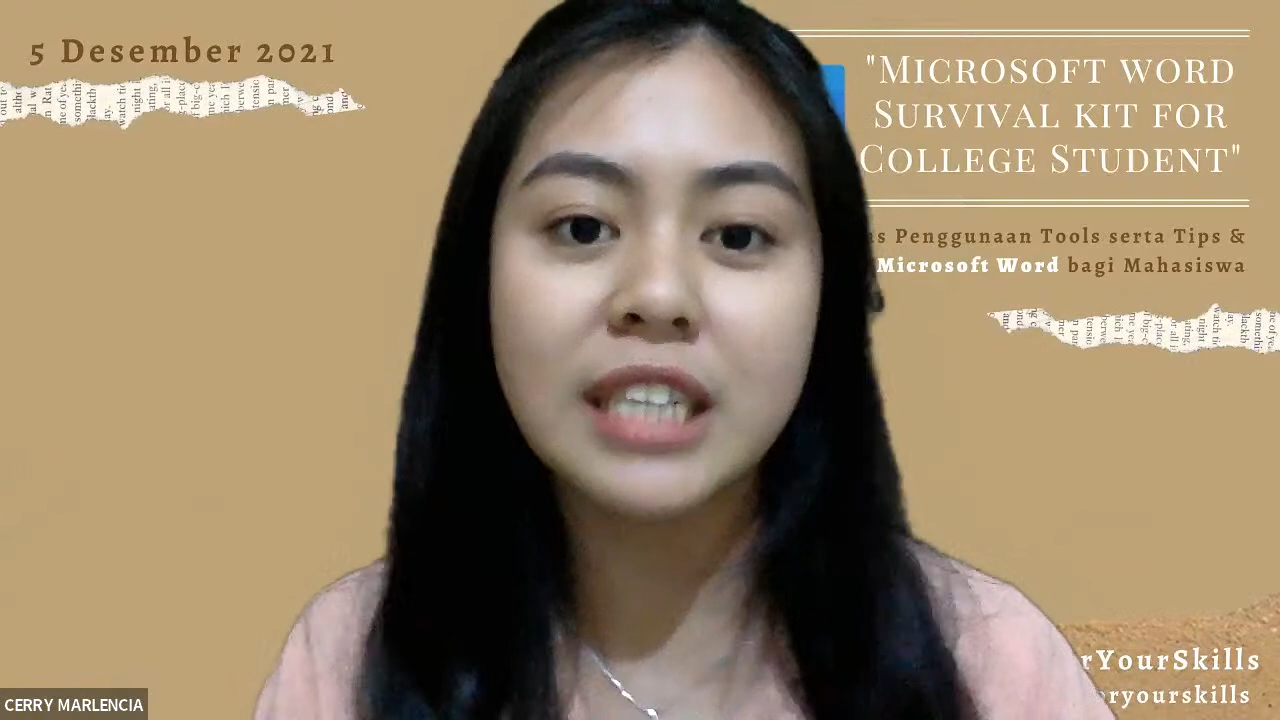 5 Desember 2021
"Microsoft word
Survival kit for
College Student"
Penggunaan Tools serta Tips &
Microsoft Word bagi Mahasiswa
rYourSkills
ryourskills
CERRY MARLENCIA